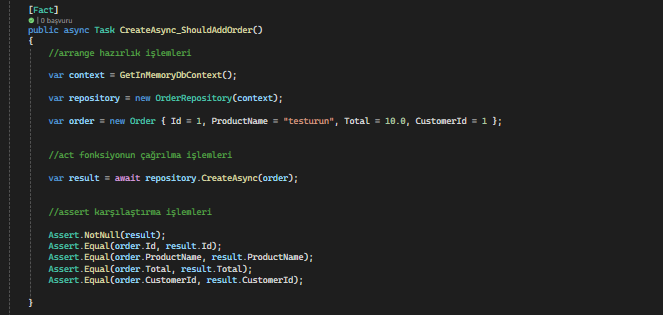 [Fact]
| 0 başvuru
public async Task CreateAsync_ShouldAddOrder()
{
//arrange hazırlık işlemleri
var context = GetInMemoryDbContext();
var repository = new OrderRepository(context);
var order = new Order { Id = 1, ProductName = "testurun", Total = 10.0, CustomerId = 1 };
//act fonksiyonun çağrılma işlemleri
var result = await repository.CreateAsync(order);
//assert karşılaştırma işlemleri
Assert.NotNull(result);
Assert.Equal(order.Id, result.Id);
Assert.Equal(order.ProductName, result.ProductName);
Assert.Equal(order.Total, result.Total);
Assert.Equal(order.CustomerId, result.CustomerId);
}